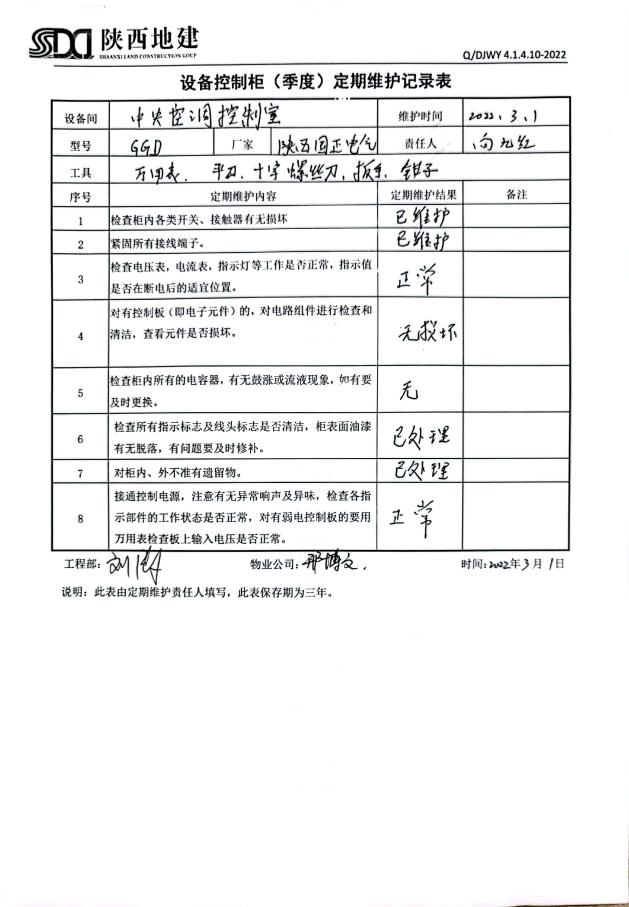 SDCJ 陕西地建
SHAANXI LAND CONSTRUCTION GROUP
Q/DJWY 4.1.4.10-2022
设备控制柜（季度）定期维护记录表
设备间 中央空调控制室 维护时间 2022、3、1
型号 GGD 厂家 陕西国正电气 责任人 向
工具 万用表、平刀、十字螺丝刀、扳手、钳子
序号 定期维护内容 定期维护结果 备注
1 检查柜内各类开关、接触器有无损坏 已维护
2 紧固所有接线端子。 已维护
3 检查电压表，电流表，指示灯等工作是否正常，指示值
是否在断电后的适宜位置。 正常
4 对有控制板（即电子元件）的，对电路组件进行检查和
清洁，查看元件是否损坏。 无损坏
5 检查柜内所有的电容器，有无鼓涨或流液现象，如有要
及时更换。 无
6 检查所有指示标志及线头标志是否清洁，柜表面油漆
有无脱落，有问题要及时修补。 已处理
7 对柜内、外不准有遗留物。 已处理
8 接通控制电源，注意有无异常响声及异味，检查各指
示部件的工作状态是否正常，对有弱电控制板的要用
万用表检查板上输入电压是否正常。 正常
工程部：刘 物业公司：邢博文. 时间：2022年3月1日
说明：此表由定期维护责任人填写，此表保存期为三年。